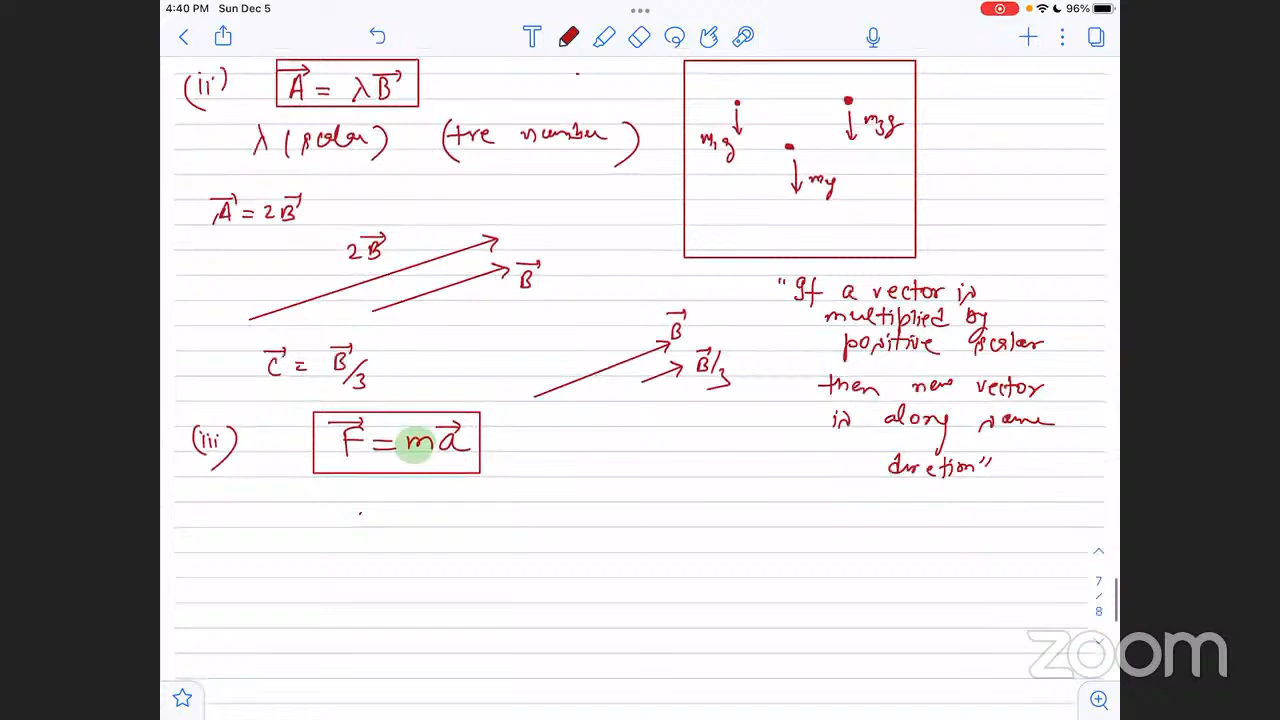 4:40 PM Sun Dec 5
96%
(ii) A⃗ = λB⃗
λ (scalar) (+ve number)
A⃗ = 2B⃗
2B⃗
B⃗
C⃗ = B⃗/3
B⃗
B⃗/3
(iii) F⃗ = ma⃗
m₁g
mg
m₃g
"If a vector is
multiplied by
positive scalar
then new vector
is along same
direction"
7
/
8
zoom